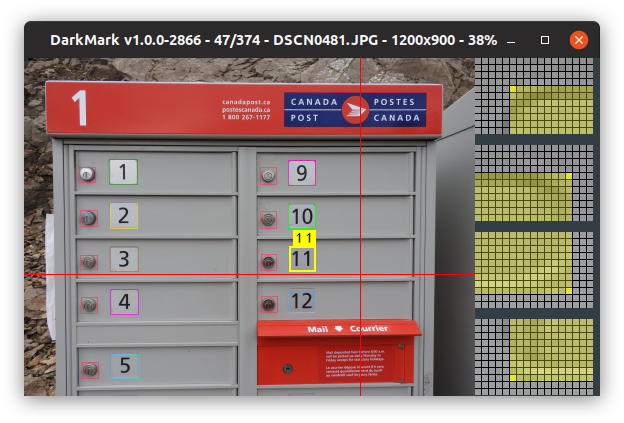 DarkMark v1.0.0-2866 - 47/374 - DSCN0481.JPG - 1200x900 - 38%
1
canadapost.ca
postescanada.ca
1 800 267-1177
CANADA POSTES
POST CANADA
1
9
2
10
11
3
11
4
12
Mail Courrier
5